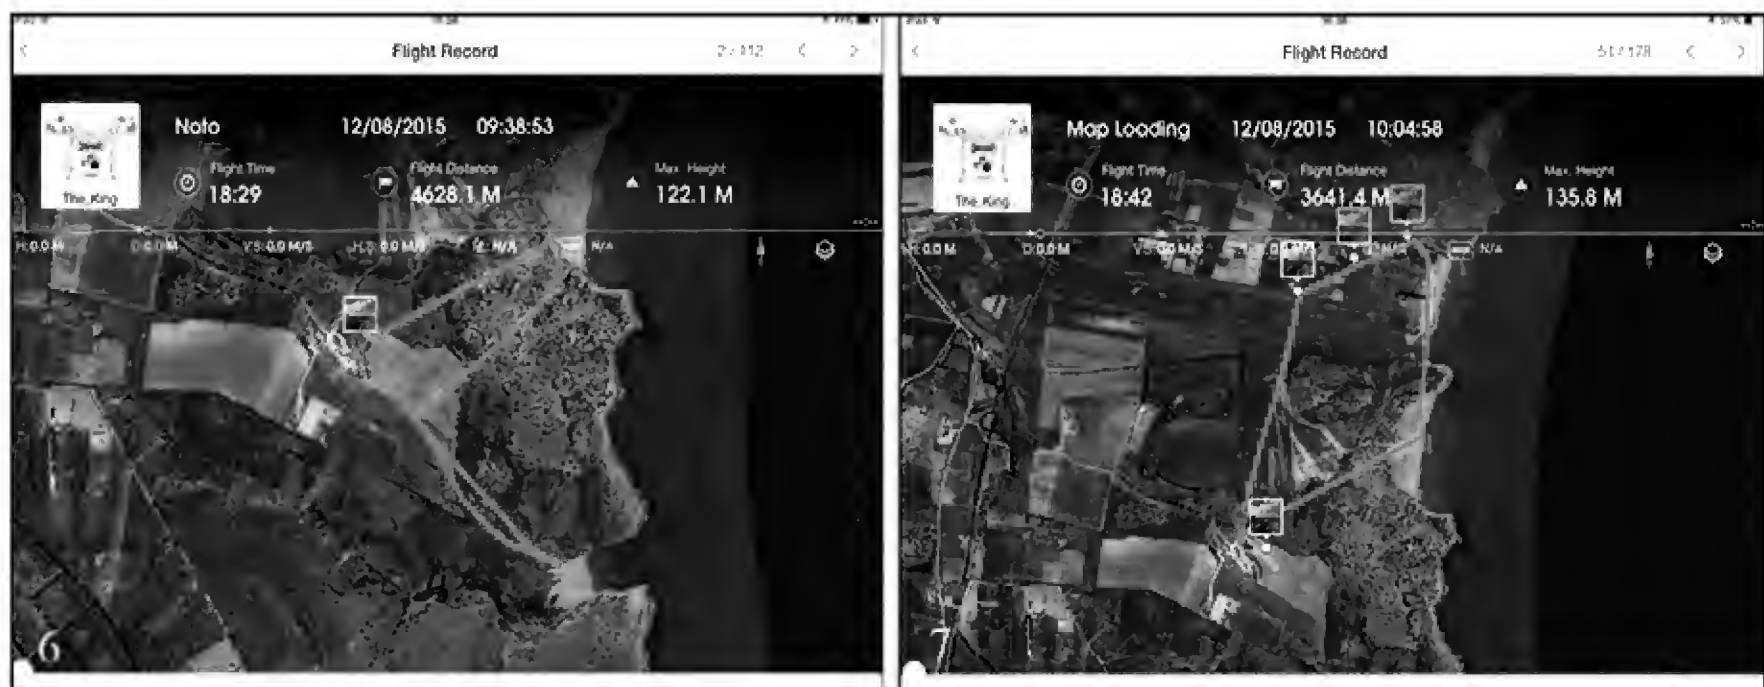 Flight Record
Noto 12/08/2015 09:38:53
Flight Time Flight Distance Max. Height
18:29 4628.1 M 122.1 M
The_King
H:0.0 M D:0.0 M V.S: 0.0 M/S H.S: 0.0 M/S N/A N/A
6
Flight Record
Map Loading 12/08/2015 10:04:58
Flight Time Flight Distance Max. Height
18:42 3641.4 M 135.8 M
The_King
H:0.0 M D:0.0 M V.S: 0.0 M/S N/A
7